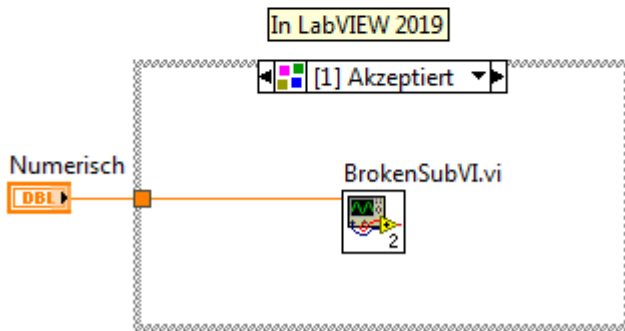 In LabVIEW 2019
[1] Akzeptiert
Numerisch
DBL
BrokenSubVI.vi
2